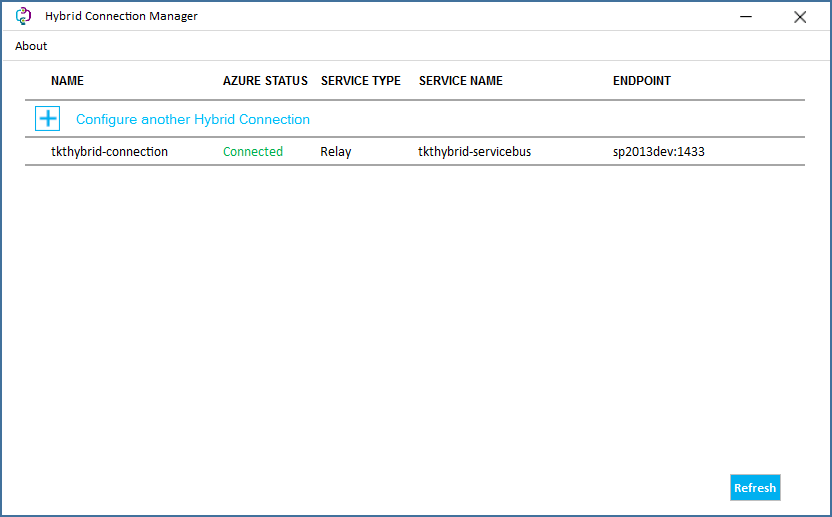 Hybrid Connection Manager
About
NAME AZURE STATUS SERVICE TYPE SERVICE NAME ENDPOINT
Configure another Hybrid Connection
tkthybrid-connection Connected Relay tkthybrid-servicebus sp2013dev:1433
Refresh